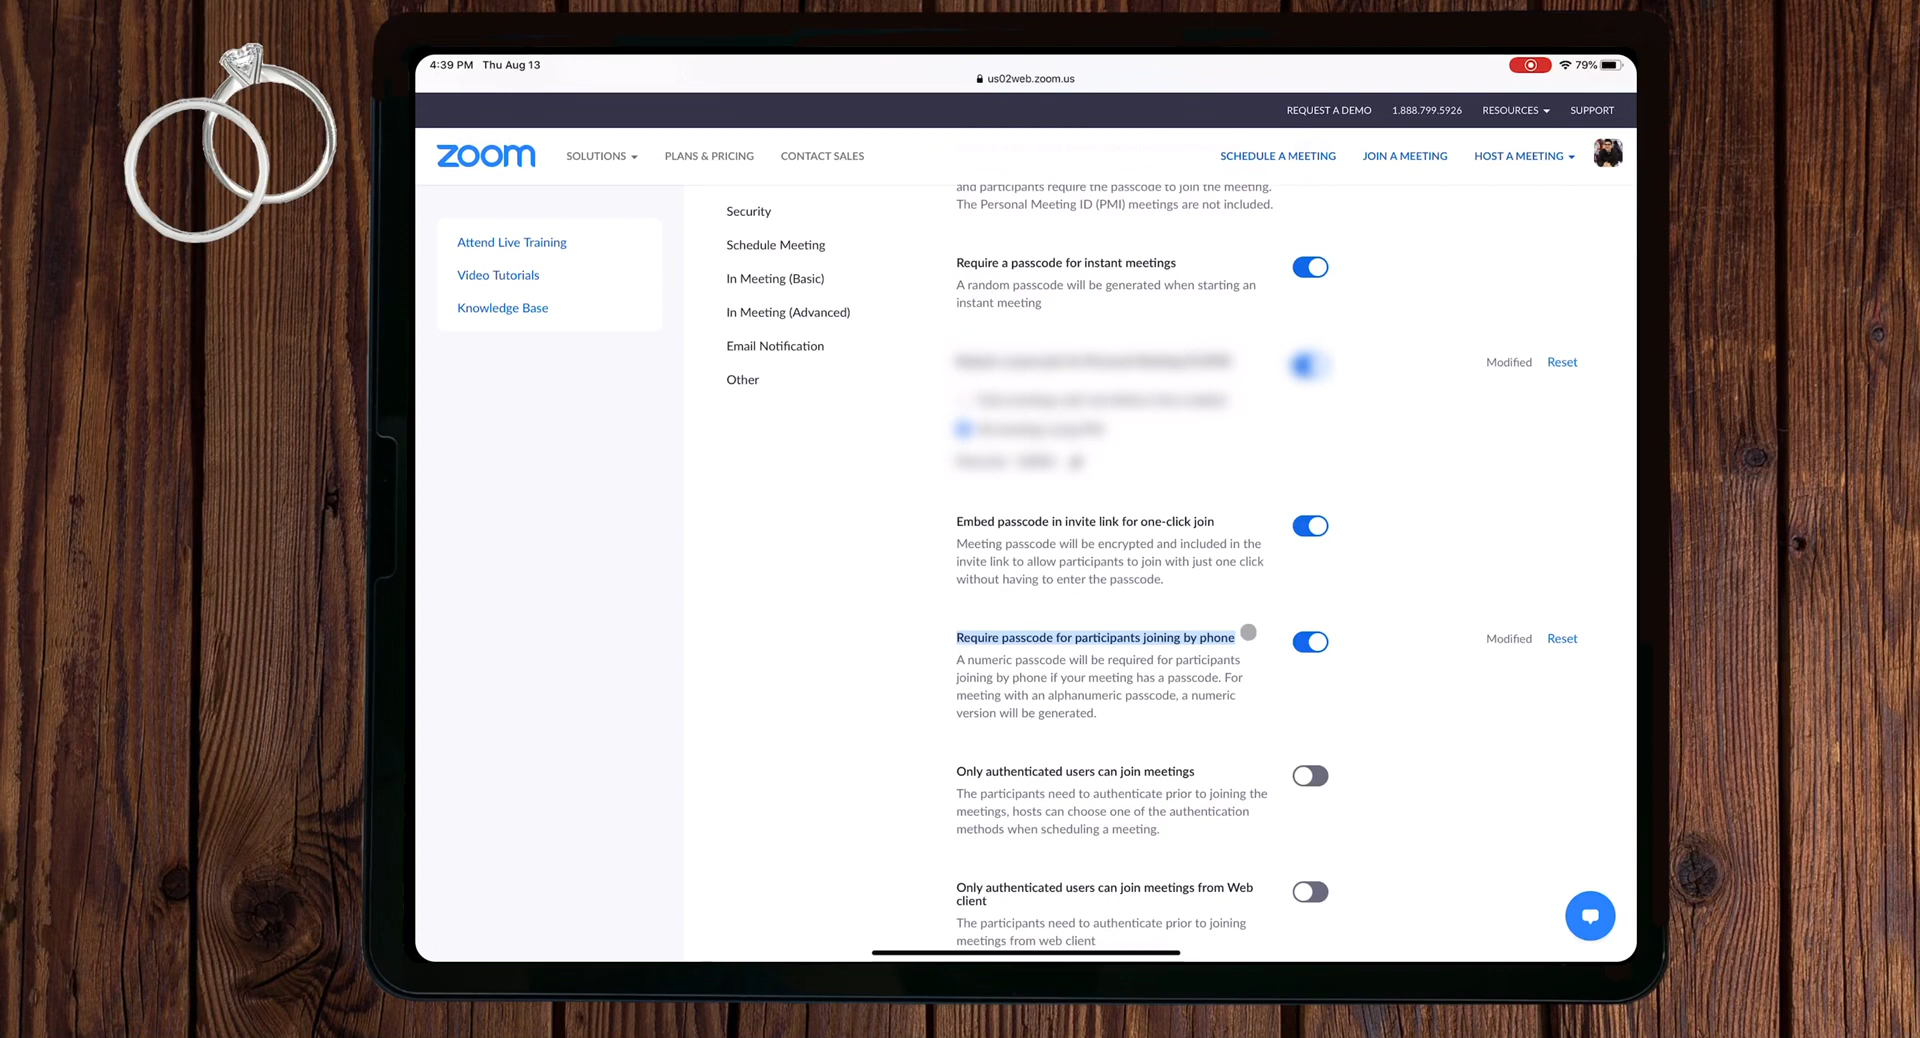 4:39 PM Thu Aug 13
79%
us02web.zoom.us
REQUEST A DEMO 1.888.799.5926 RESOURCES SUPPORT
zoom SOLUTIONS PLANS & PRICING CONTACT SALES SCHEDULE A MEETING JOIN A MEETING HOST A MEETING
Attend Live Training
Video Tutorials
Knowledge Base
Security
Schedule Meeting
In Meeting (Basic)
In Meeting (Advanced)
Email Notification
Other
and participants require the passcode to join the meeting.
The Personal Meeting ID (PMI) meetings are not included.
Require a passcode for instant meetings
A random passcode will be generated when starting an
instant meeting
Modified Reset
Embed passcode in invite link for one-click join
Meeting passcode will be encrypted and included in the
invite link to allow participants to join with just one click
without having to enter the passcode.
Require passcode for participants joining by phone
Modified Reset
A numeric passcode will be required for participants
joining by phone if your meeting has a passcode. For
meeting with an alphanumeric passcode, a numeric
version will be generated.
Only authenticated users can join meetings
The participants need to authenticate prior to joining the
meetings, hosts can choose one of the authentication
methods when scheduling a meeting.
Only authenticated users can join meetings from Web
client
The participants need to authenticate prior to joining
meetings from web client